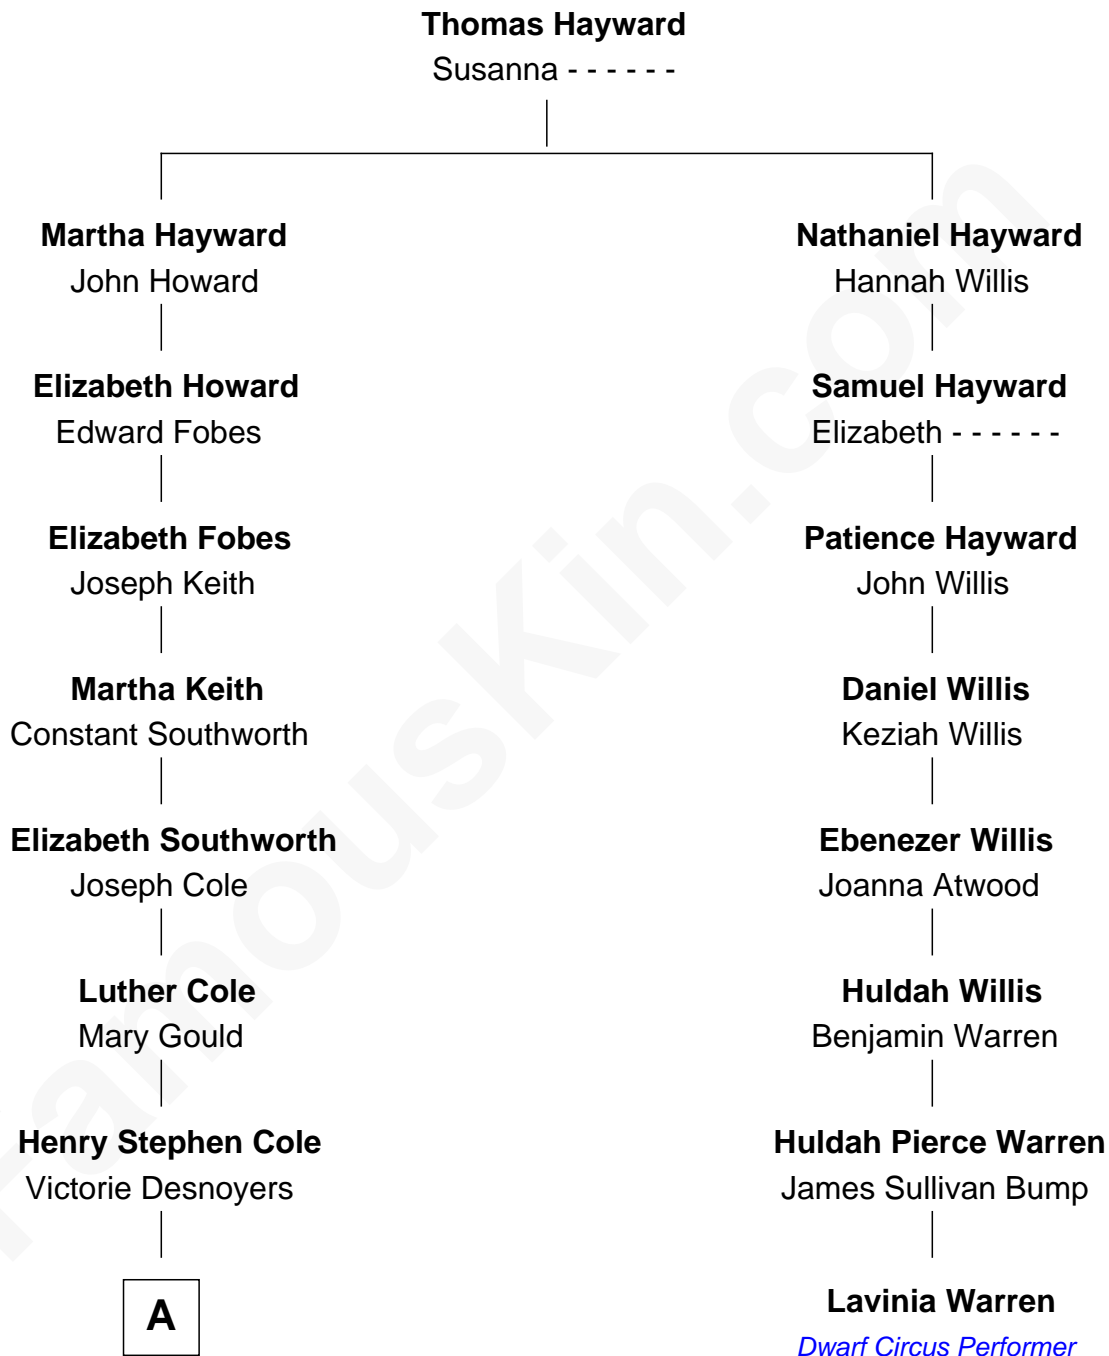 Thomas Hayward
Susanna - - - - - -
Martha Hayward
John Howard
Elizabeth Howard
Edward Fobes
Elizabeth Fobes
Joseph Keith
Martha Keith
Constant Southworth
Elizabeth Southworth
Joseph Cole
Luther Cole
Mary Gould
Henry Stephen Cole
Victorie Desnoyers
A
Nathaniel Hayward
Hannah Willis
Samuel Hayward
Elizabeth - - - - - -
Patience Hayward
John Willis
Daniel Willis
Keziah Willis
Ebenezer Willis
Joanna Atwood
Huldah Willis
Benjamin Warren
Huldah Pierce Warren
James Sullivan Bump
Lavinia Warren
Dwarf Circus Performer
FamousKin.com